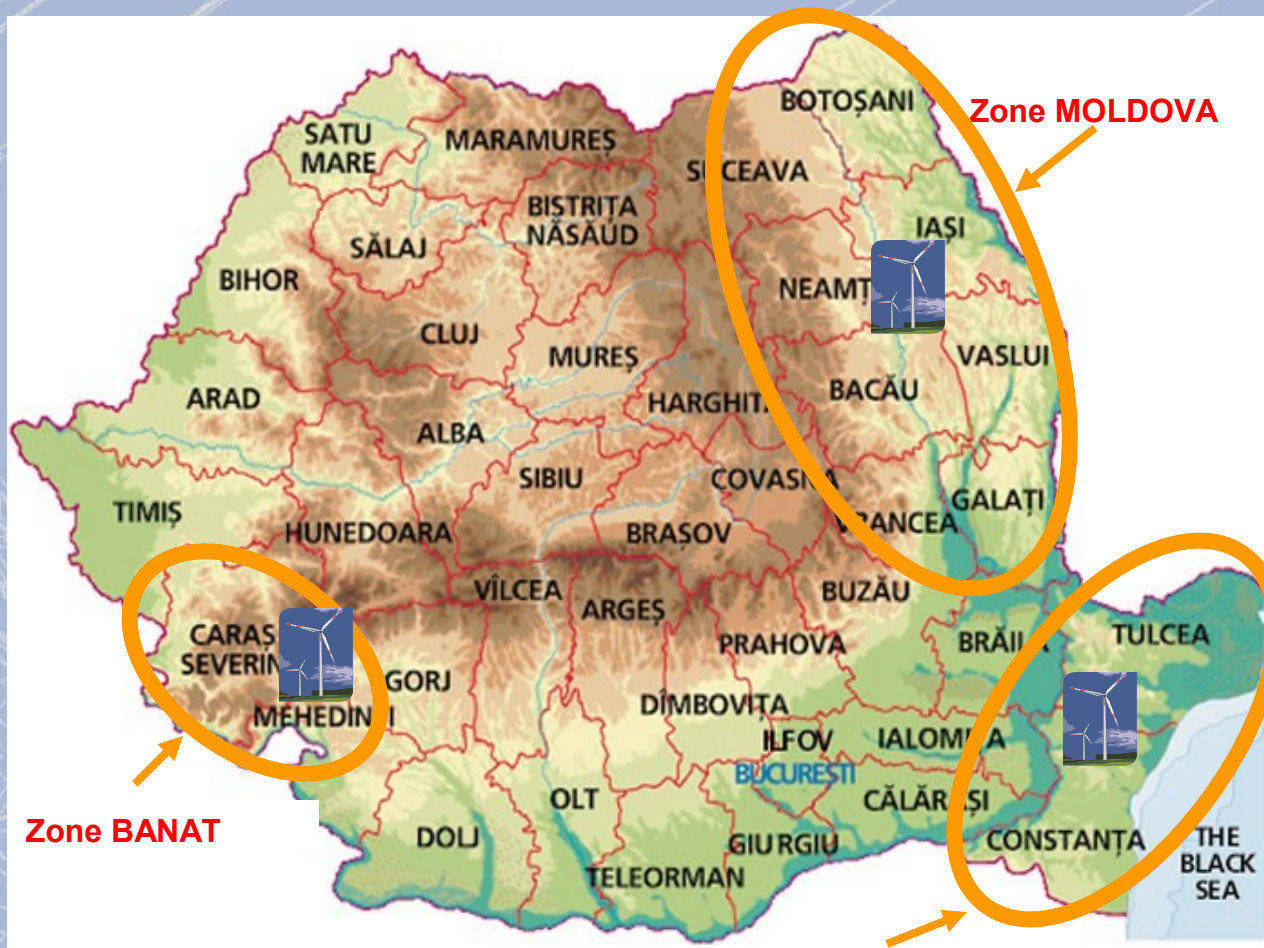 BOTOȘANI
Zone MOLDOVA
SATU
MARE
MARAMUREȘ
SUCEAVA
BISTRIȚA
NĂSĂUD
IAȘI
SĂLAJ
BIHOR
NEAMȚ
CLUJ
MUREȘ
VASLUI
ARAD
HARGHITA
BACĂU
ALBA
SIBIU
COVASNA
TIMIȘ
GALAȚI
HUNEDOARA
BRAȘOV
VRANCEA
VÎLCEA
ARGEȘ
BUZĂU
CARAȘ
SEVERIN
PRAHOVA
BRĂILA
TULCEA
GORJ
MEHEDINȚI
DÎMBOVIȚA
ILFOV
IALOMIȚA
BUCUREȘTI
OLT
CĂLĂRAȘI
Zone BANAT
DOLJ
GIURGIU
CONSTANȚA
THE
BLACK
SEA
TELEORMAN